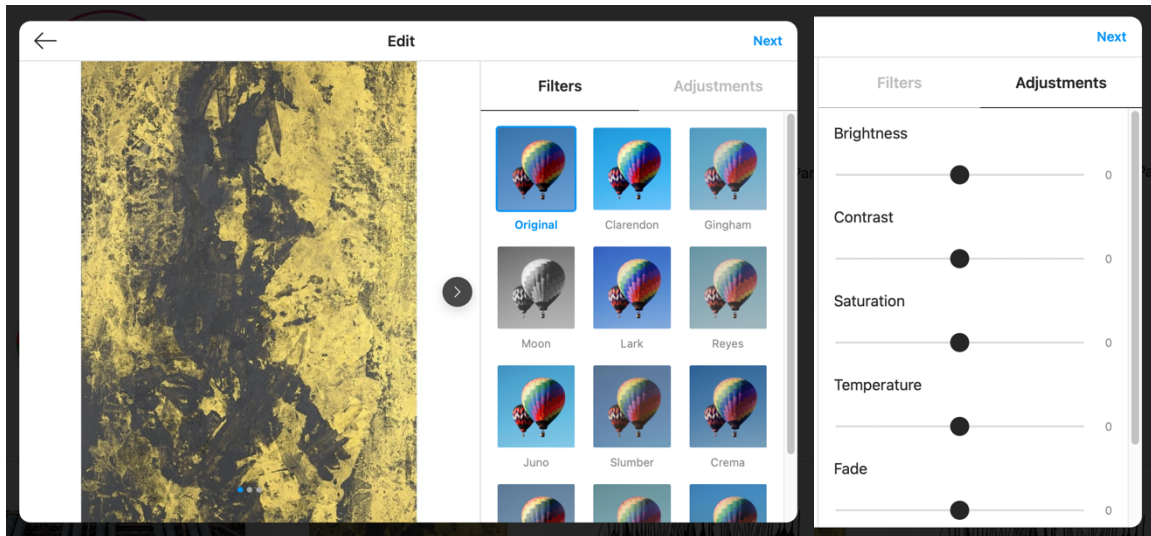 Edit
Next
Filters
Adjustments
Original
Clarendon
Gingham
Moon
Lark
Reyes
Juno
Slumber
Crema
Next
Filters
Adjustments
Brightness
0
Contrast
0
Saturation
0
Temperature
0
Fade
0